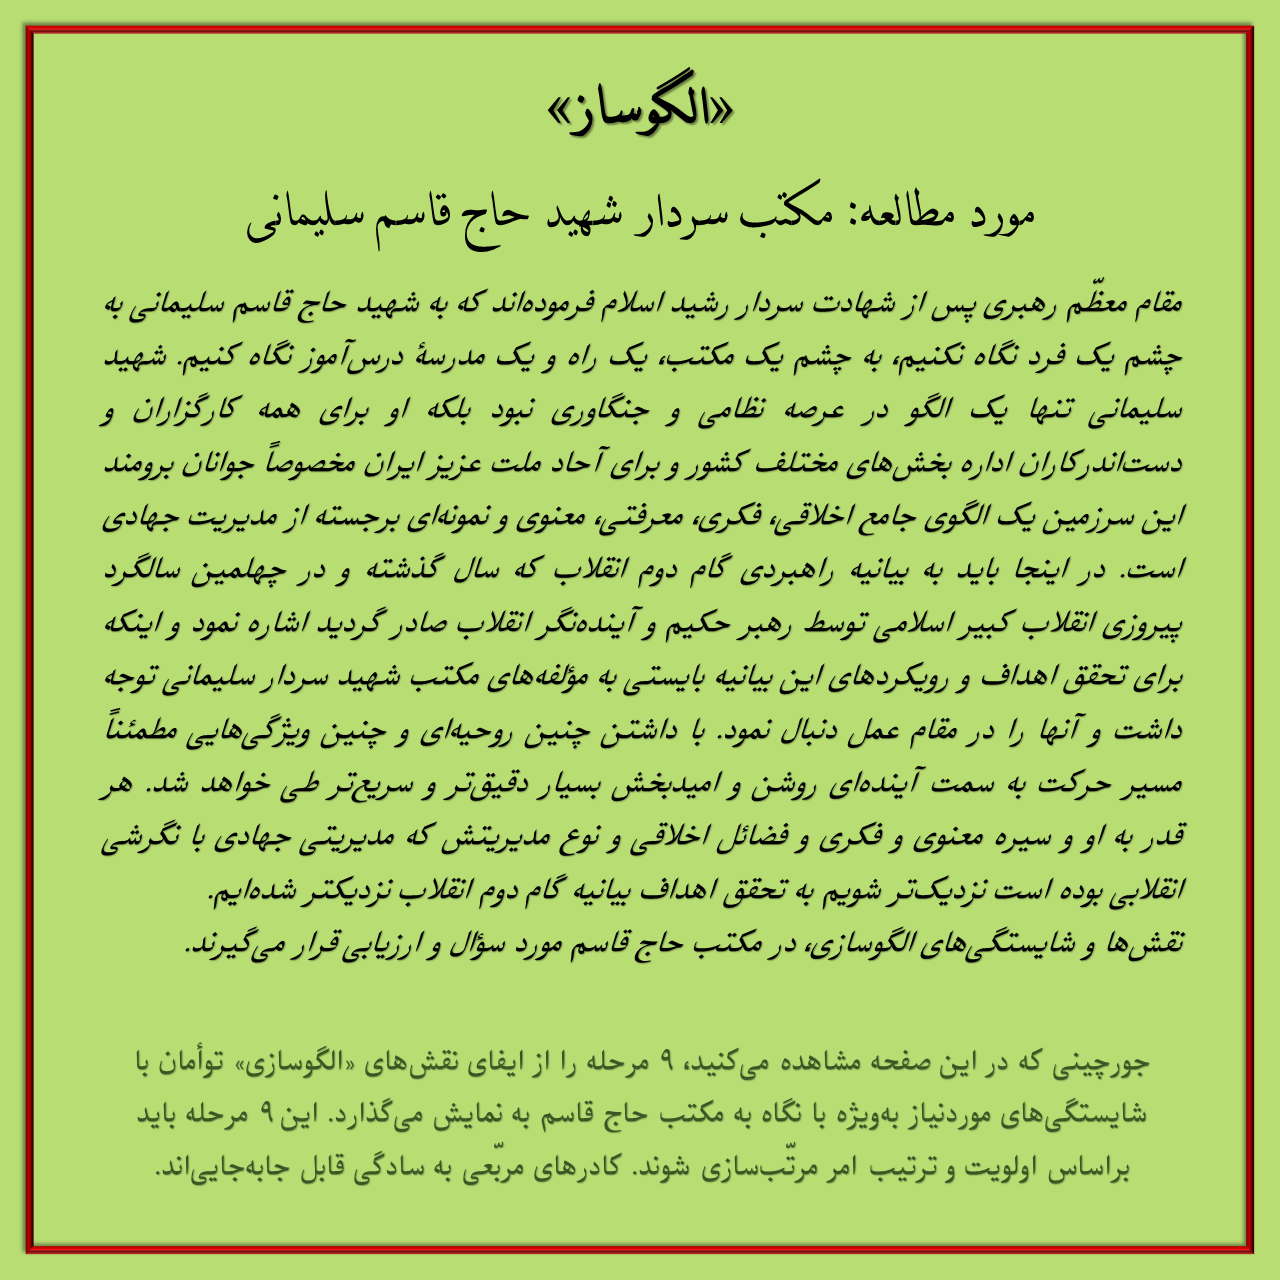 «الگوساز»
مورد مطالعه: مکتب سردار شهید حاج قاسم سلیمانی
مقام معظّم رهبری پس از شهادت سردار رشید اسلام فرموده‌اند که به شهید حاج قاسم سلیمانی به
چشم یک فرد نگاه نکنیم، به چشم یک مکتب، یک راه و یک مدرسۀ درس‌آموز نگاه کنیم. شهید
سلیمانی تنها یک الگو در عرصه نظامی و جنگاوری نبود بلکه او برای همه کارگزاران و
دست‌اندرکاران اداره بخش‌های مختلف کشور و برای آحاد ملت عزیز ایران مخصوصاً جوانان برومند
این سرزمین یک الگوی جامع اخلاقی، فکری، معرفتی، معنوی و نمونه‌ای برجسته از مدیریت جهادی
است. در اینجا باید به بیانیه راهبردی گام دوم انقلاب که سال گذشته و در چهلمین سالگرد
پیروزی انقلاب کبیر اسلامی توسط رهبر حکیم و آینده‌نگر انقلاب صادر گردید اشاره نمود و اینکه
برای تحقق اهداف و رویکردهای این بیانیه بایستی به مؤلفه‌های مکتب شهید سردار سلیمانی توجه
داشت و آنها را در مقام عمل دنبال نمود. با داشتن چنین روحیه‌ای و چنین ویژگی‌هایی مطمئناً
مسیر حرکت به سمت آینده‌ای روشن و امیدبخش بسیار دقیق‌تر و سریع‌تر طی خواهد شد. هر
قدر به او و سیره معنوی و فکری و فضائل اخلاقی و نوع مدیریتش که مدیریتی جهادی با نگرشی
انقلابی بوده است نزدیک‌تر شویم به تحقق اهداف بیانیه گام دوم انقلاب نزدیکتر شده‌ایم.
نقش‌ها و شایستگی‌های الگوسازی، در مکتب حاج قاسم مورد سؤال و ارزیابی قرار می‌گیرند.
جورچینی که در این صفحه مشاهده می‌کنید، ۹ مرحله را از ایفای نقش‌های «الگوسازی» توأمان با
شایستگی‌های موردنیاز به‌ویژه با نگاه به مکتب حاج قاسم به نمایش می‌گذارد. این ۹ مرحله باید
براساس اولویت و ترتیب امر مرتّب‌سازی شوند. کادرهای مربّعی به سادگی قابل جابه‌جایی‌اند.